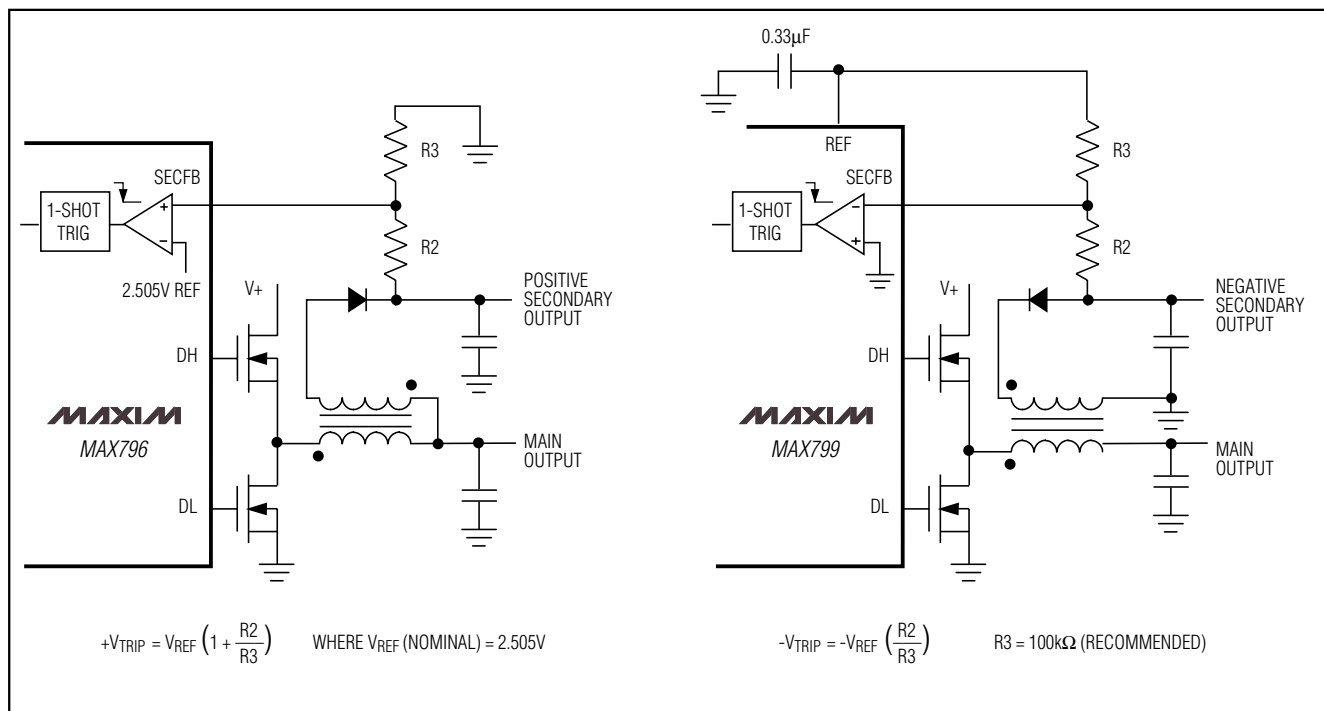 R3
SECFB
+
−
1-SHOT
TRIG
2.505V REF
R2
V+
POSITIVE
SECONDARY
OUTPUT
DH
MAXIM
MAX796
MAIN
OUTPUT
DL
+VTRIP = VREF (1 + R2/R3) WHERE VREF (NOMINAL) = 2.505V
0.33µF
REF
R3
SECFB
−
+
1-SHOT
TRIG
R2
V+
NEGATIVE
SECONDARY
OUTPUT
DH
MAXIM
MAX799
MAIN
OUTPUT
DL
-VTRIP = -VREF (R2/R3) R3 = 100kΩ (RECOMMENDED)